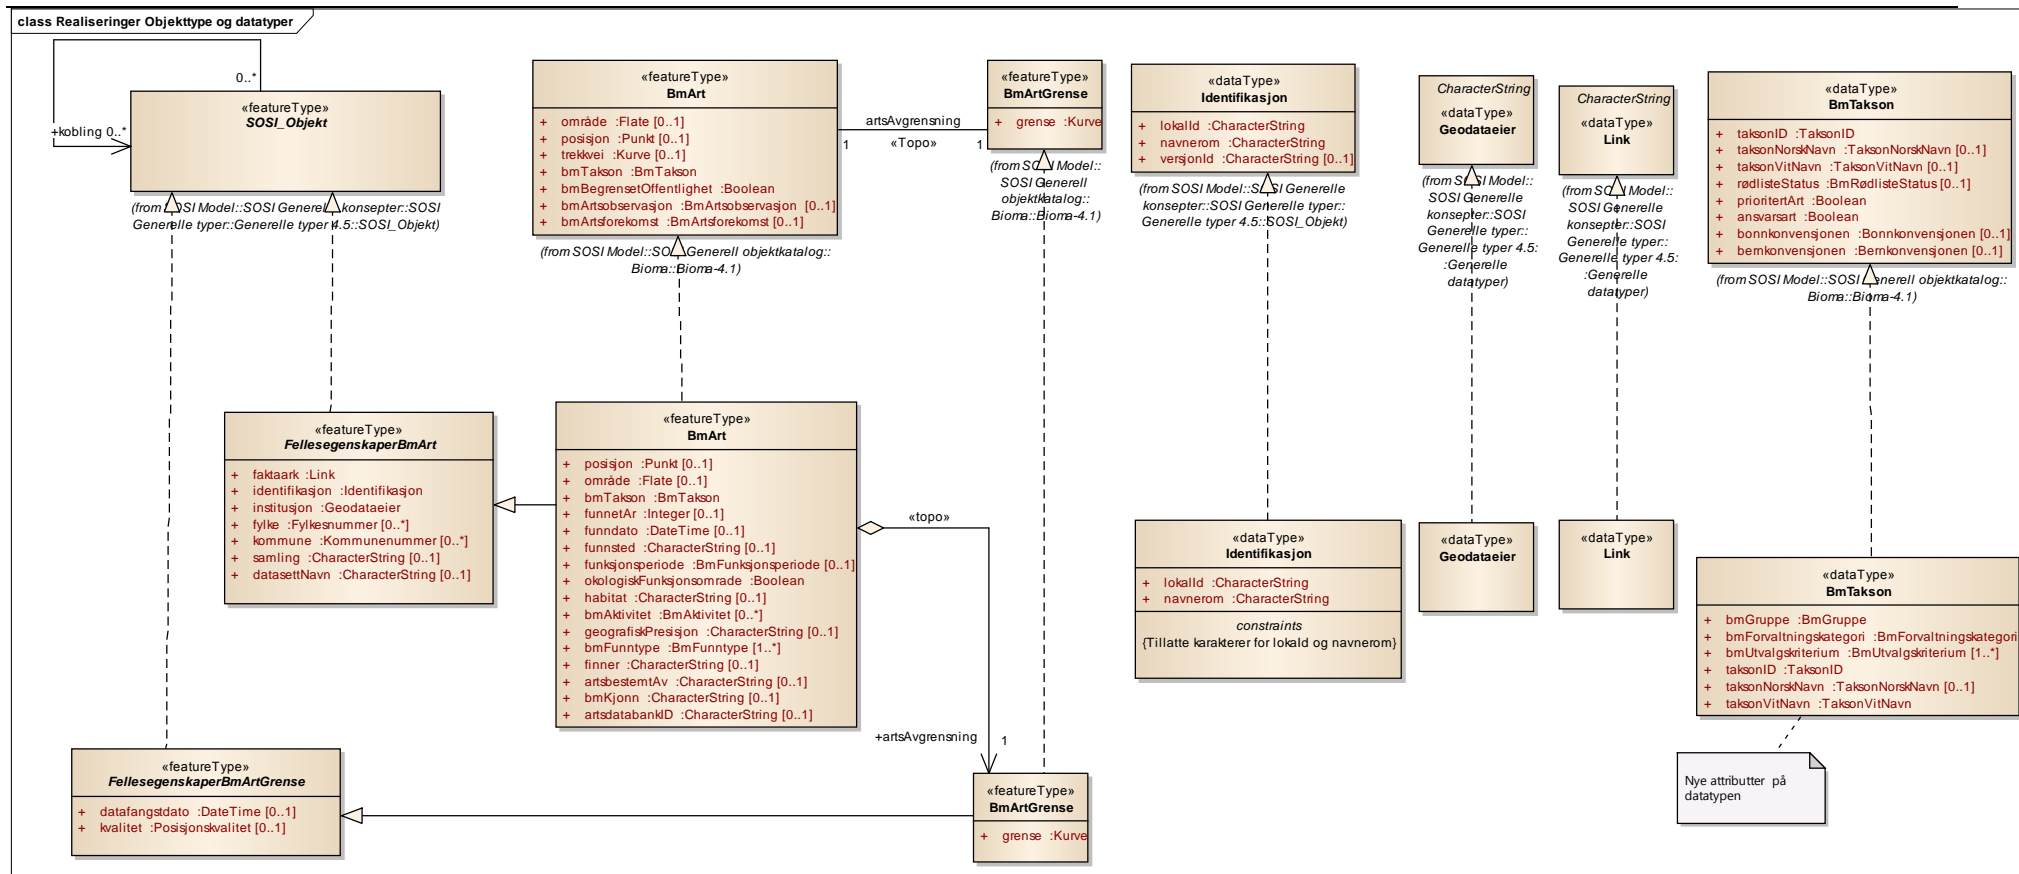 class Realiseringer Objekttype og datatyper
0..*
+kobling 0..*
«featureType»
SOSI_Objekt
(from SOSI Model::SOSI Generelle konsepter::SOSI
Generelle typer::Generelle typer 4.5::SOSI_Objekt)
«featureType»
BmArt
+ område :Flate [0..1]
+ posisjon :Punkt [0..1]
+ trekkvei :Kurve [0..1]
+ bmTakson :BmTakson
+ bmBegrensetOffentlighet :Boolean
+ bmArtsobservasjon :BmArtsobservasjon [0..1]
+ bmArtsforekomst :BmArtsforekomst [0..1]
(from SOSI Model::SOSI Generell objektkatalog::
Bioma::Bioma-4.1)
artsAvgrensning
1
«Topo»
1
«featureType»
BmArtGrense
+ grense :Kurve
(from SOSI Model::
SOSI Generell
objektkatalog::
Bioma::Bioma-4.1)
«dataType»
Identifikasjon
+ lokalId :CharacterString
+ navnerom :CharacterString
+ versjonId :CharacterString [0..1]
(from SOSI Model::SOSI Generelle
konsepter::SOSI Generelle typer::
Generelle typer 4.5::SOSI_Objekt)
CharacterString
«dataType»
Geodataeier
(from SOSI Model::
SOSI Generelle
konsepter::SOSI
Generelle typer::
Generelle typer 4.5:
:Generelle
datatyper)
CharacterString
«dataType»
Link
(from SOSI Model::
SOSI Generelle
konsepter::SOSI
Generelle typer::
Generelle typer 4.5:
:Generelle
datatyper)
«dataType»
BmTakson
+ taksonID :TaksonID
+ taksonNorskNavn :TaksonNorskNavn [0..1]
+ taksonVitNavn :TaksonVitNavn [0..1]
+ rødlisteStatus :BmRødlisteStatus [0..1]
+ prioritertArt :Boolean
+ ansvarsart :Boolean
+ bonnkonvensjonen :Bonnkonvensjonen [0..1]
+ bernkonvensjonen :Bernkonvensjonen [0..1]
(from SOSI Model::SOSI Generell objektkatalog::
Bioma::Bioma-4.1)
«featureType»
FellesegenskaperBmArt
+ faktaark :Link
+ identifikasjon :Identifikasjon
+ institusjon :Geodataeier
+ fylke :Fylkesnummer [0..*]
+ kommune :Kommunenummer [0..*]
+ samling :CharacterString [0..1]
+ datasettNavn :CharacterString [0..1]
«featureType»
BmArt
+ posisjon :Punkt [0..1]
+ område :Flate [0..1]
+ bmTakson :BmTakson
+ funnetAr :Integer [0..1]
+ funndato :DateTime [0..1]
+ funnsted :CharacterString [0..1]
+ funksjonsperiode :BmFunksjonsperiode [0..1]
+ okologiskFunksjonsomrade :Boolean
+ habitat :CharacterString [0..1]
+ bmAktivitet :BmAktivitet [0..*]
+ geografiskPresisjon :CharacterString [0..1]
+ bmFunntype :BmFunntype [1..*]
+ finner :CharacterString [0..1]
+ artsbestemtAv :CharacterString [0..1]
+ bmKjonn :CharacterString [0..1]
+ artsdatabankID :CharacterString [0..1]
«topo»
+artsAvgrensning
1
«dataType»
Identifikasjon
+ lokalId :CharacterString
+ navnerom :CharacterString
constraints
{Tillatte karakterer for lokaId og navnerom}
«dataType»
Geodataeier
«dataType»
Link
«dataType»
BmTakson
+ bmGruppe :BmGruppe
+ bmForvaltningskategori :BmForvaltningskategori
+ bmUtvalgskriterium :BmUtvalgskriterium [1..*]
+ taksonID :TaksonID
+ taksonNorskNavn :TaksonNorskNavn [0..1]
+ taksonVitNavn :TaksonVitNavn
Nye attributter på
datatypen
«featureType»
FellesegenskaperBmArtGrense
+ datafangstdato :DateTime [0..1]
+ kvalitet :Posisjonskvalitet [0..1]
«featureType»
BmArtGrense
+ grense :Kurve